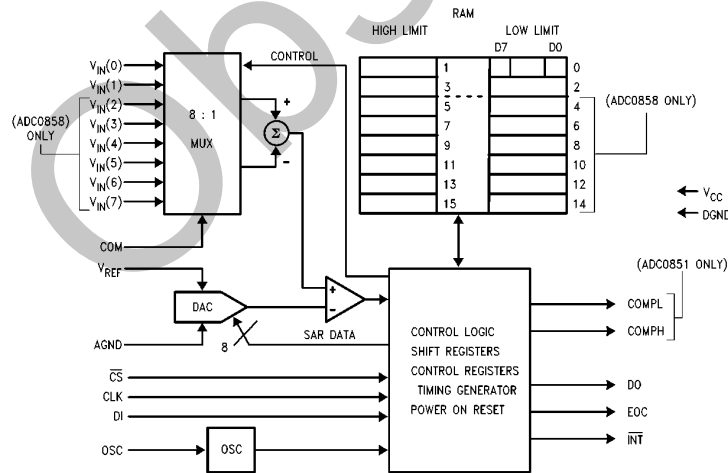 RAM
HIGH LIMIT
LOW LIMIT
D7 D0
CONTROL
1 0
3 2
5 4
7 6
9 8
11 10
13 12
15 14
(ADC0858 ONLY)
V_IN(0)
V_IN(1)
V_IN(2)
V_IN(3)
V_IN(4)
V_IN(5)
V_IN(6)
V_IN(7)
(ADC0858)
ONLY
8 : 1
MUX
+
Σ
-
COM
V_REF
DAC
AGND
8
SAR DATA
+
-
V_CC
DGND
(ADC0851 ONLY)
CONTROL LOGIC
SHIFT REGISTERS
CONTROL REGISTERS
TIMING GENERATOR
POWER ON RESET
COMPL
COMPH
DO
EOC
I̅N̅T̅
C̅S̅
CLK
DI
OSC
OSC